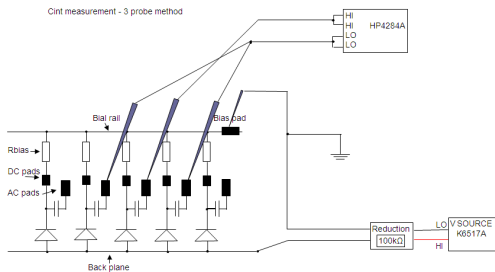 Cint measurement - 3 probe method
HI
HI
LO
LO
HP4284A
Bial rail
Bias pad
Rbias
DC pads
AC pads
Reduction
100kΩ
LO
HI
V SOURCE
K6517A
Back plane